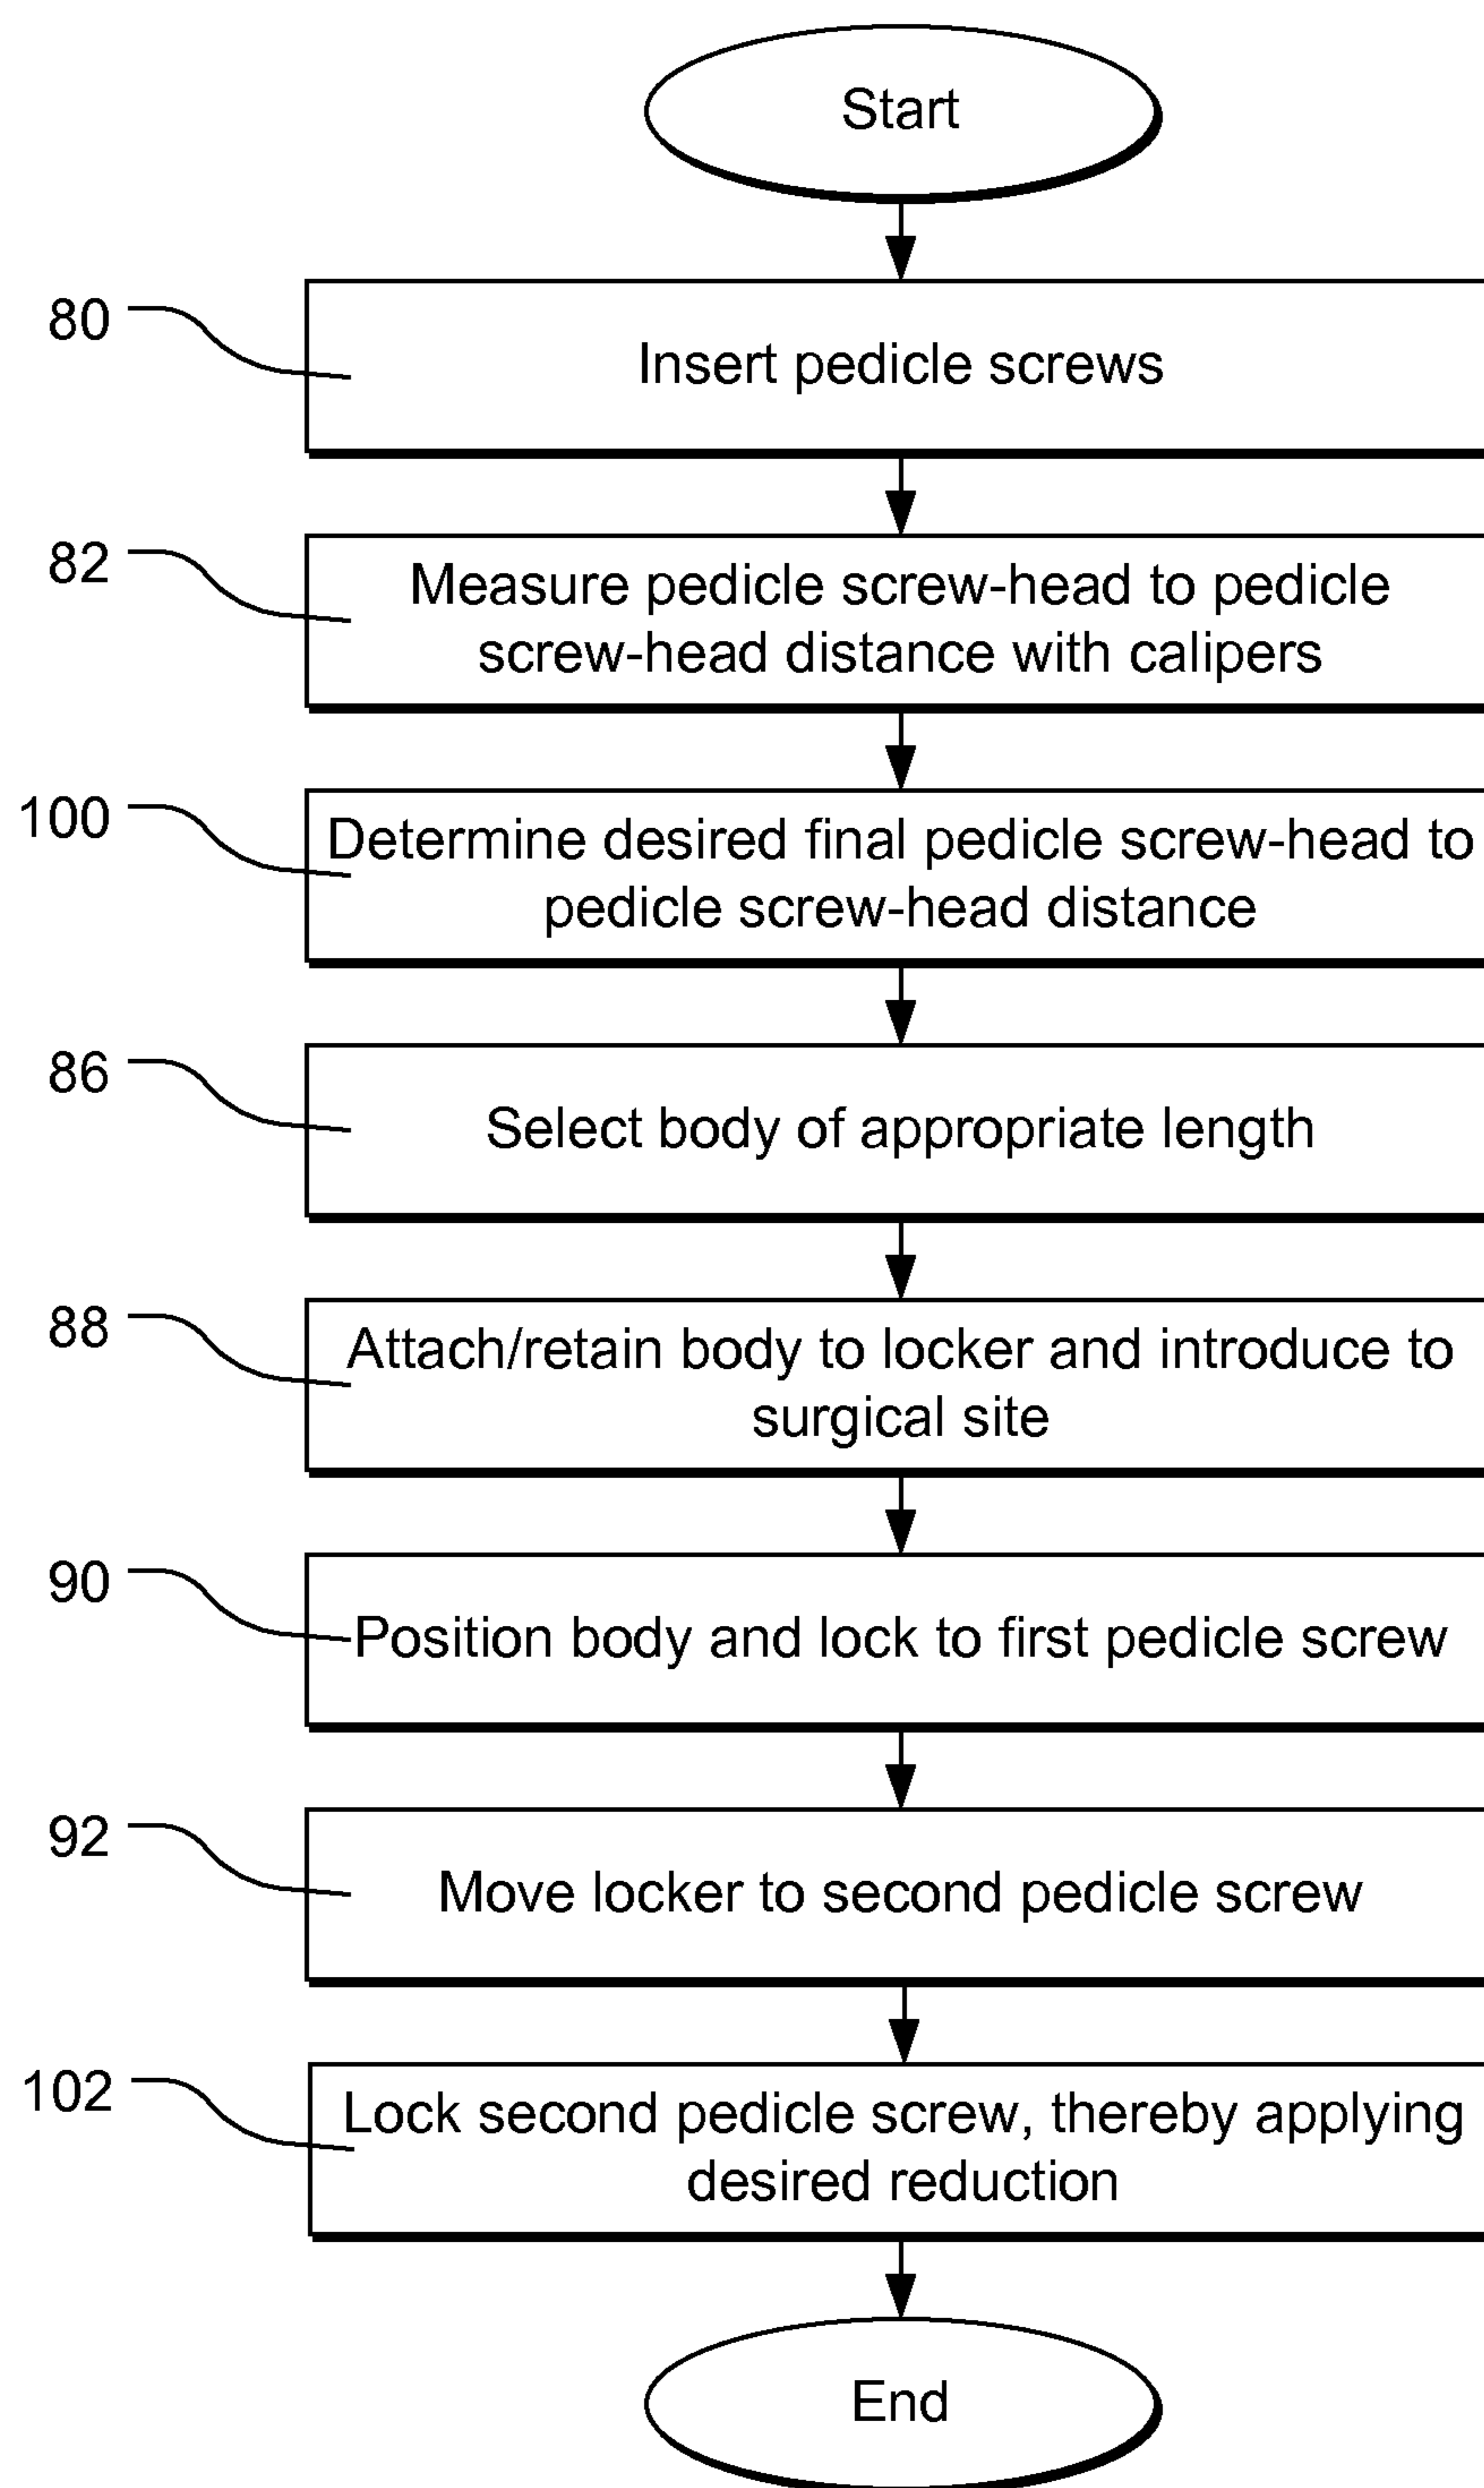 Start
80
Insert pedicle screws
82
Measure pedicle screw-head to pedicle
screw-head distance with calipers
100
Determine desired final pedicle screw-head to
pedicle screw-head distance
86
Select body of appropriate length
88
Attach/retain body to locker and introduce to
surgical site
90
Position body and lock to first pedicle screw
92
Move locker to second pedicle screw
102
Lock second pedicle screw, thereby applying
desired reduction
End